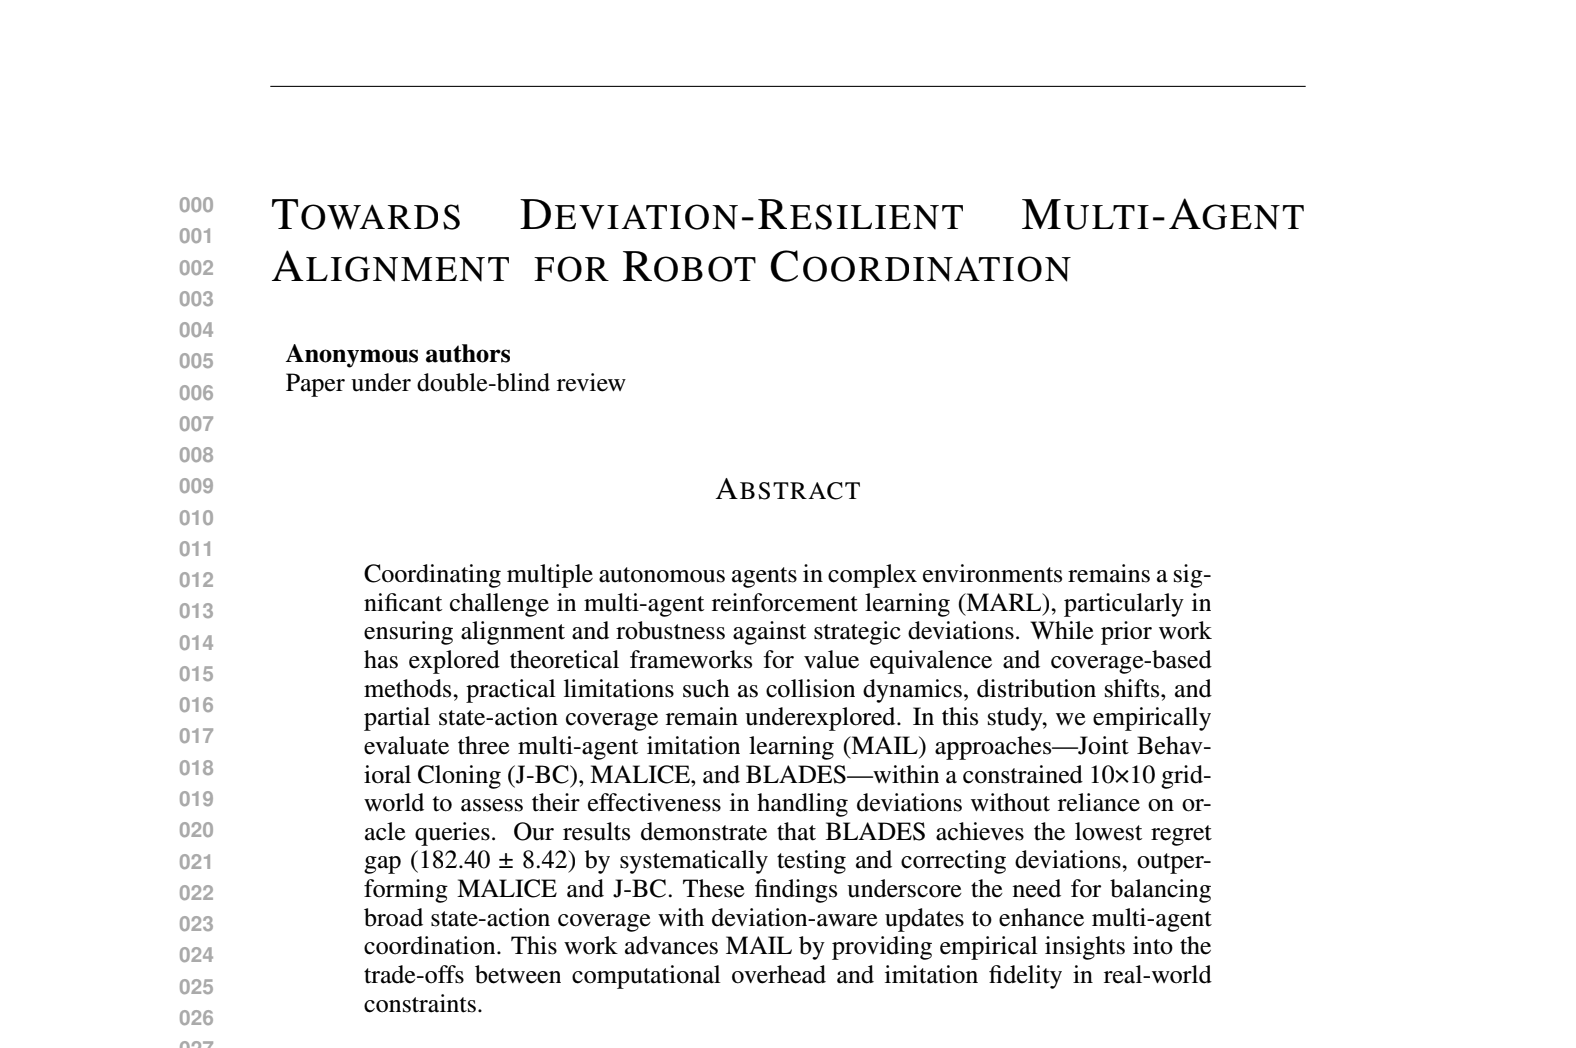 000
001
002
003
004
005
006
007
008
009
010
011
012
013
014
015
016
017
018
019
020
021
022
023
024
025
026
TOWARDS DEVIATION-RESILIENT MULTI-AGENT
ALIGNMENT FOR ROBOT COORDINATION
Anonymous authors
Paper under double-blind review
ABSTRACT
Coordinating multiple autonomous agents in complex environments remains a sig-
nificant challenge in multi-agent reinforcement learning (MARL), particularly in
ensuring alignment and robustness against strategic deviations. While prior work
has explored theoretical frameworks for value equivalence and coverage-based
methods, practical limitations such as collision dynamics, distribution shifts, and
partial state-action coverage remain underexplored. In this study, we empirically
evaluate three multi-agent imitation learning (MAIL) approaches—Joint Behav-
ioral Cloning (J-BC), MALICE, and BLADES—within a constrained 10×10 grid-
world to assess their effectiveness in handling deviations without reliance on or-
acle queries. Our results demonstrate that BLADES achieves the lowest regret
gap (182.40 ± 8.42) by systematically testing and correcting deviations, outper-
forming MALICE and J-BC. These findings underscore the need for balancing
broad state-action coverage with deviation-aware updates to enhance multi-agent
coordination. This work advances MAIL by providing empirical insights into the
trade-offs between computational overhead and imitation fidelity in real-world
constraints.